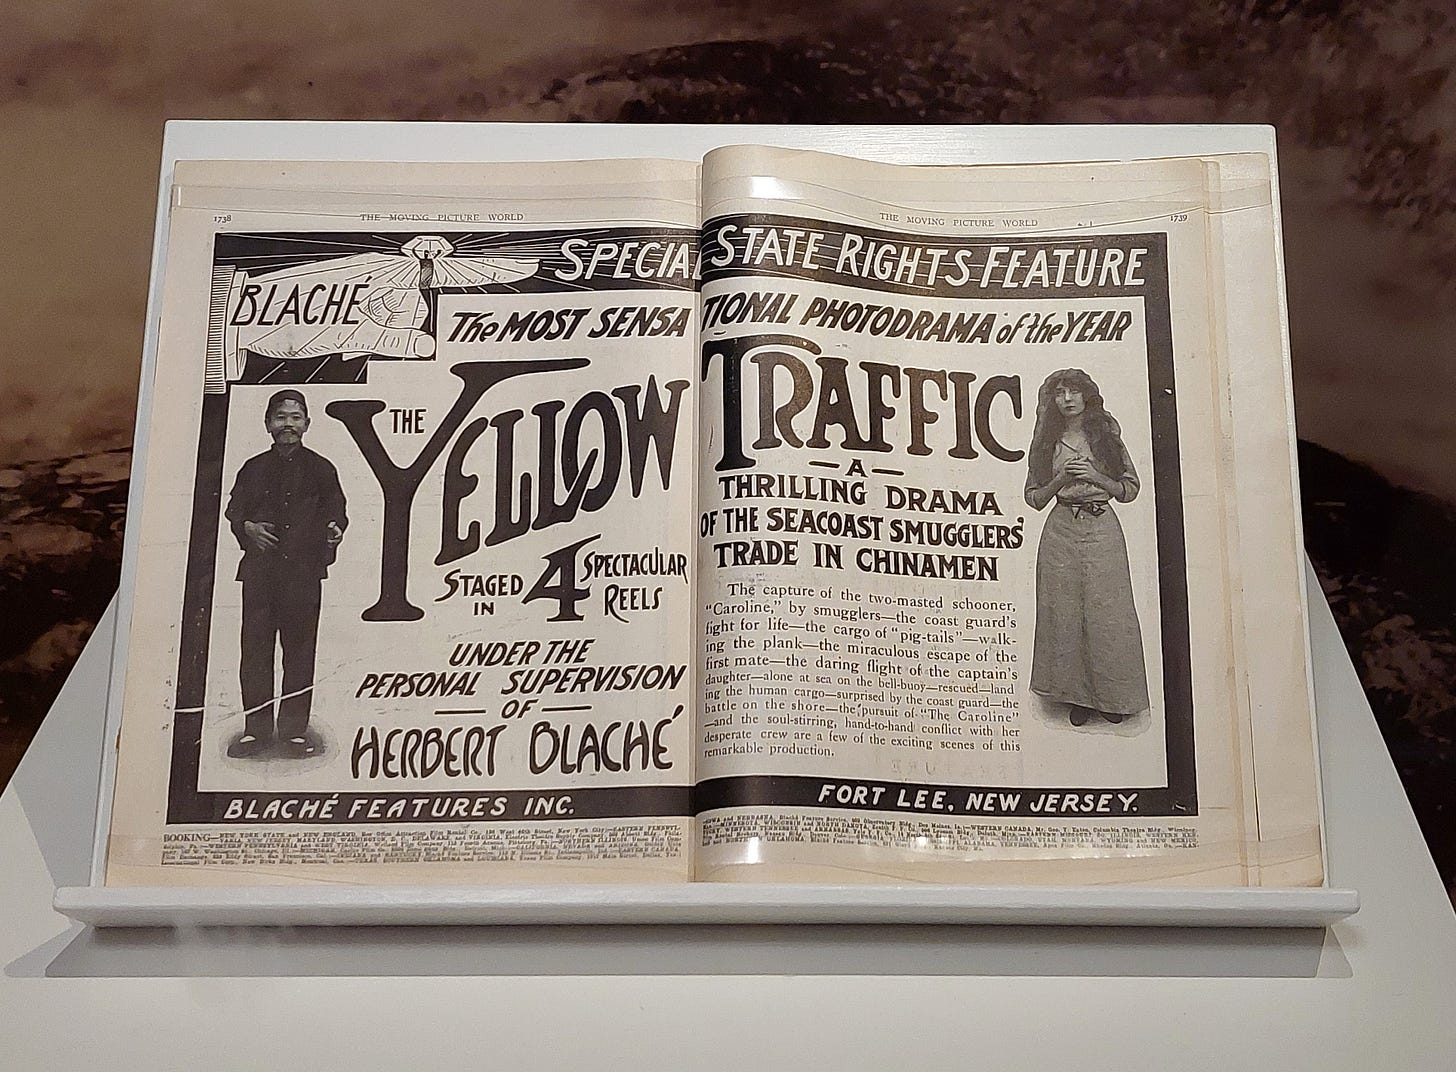 1738
THE MOVING PICTURE WORLD
THE MOVING PICTURE WORLD
1739
BLACHÉ
SPECIAL STATE RIGHTS FEATURE
The MOST SENSATIONAL PHOTODRAMA of the YEAR
THE YELLOW TRAFFIC
STAGED IN 4 SPECTACULAR REELS
UNDER THE
PERSONAL SUPERVISION
— OF —
HERBERT BLACHÉ
— A —
THRILLING DRAMA
OF THE SEACOAST SMUGGLERS'
TRADE IN CHINAMEN
The capture of the two-masted schooner,
"Caroline," by smugglers—the coast guard's
fight for life—the cargo of "pig-tails"—walk-
ing the plank—the miraculous escape of the
first mate—the daring flight of the captain's
daughter—alone at sea on the bell-buoy—rescued—land
ing the human cargo—surprised by the coast guard—the
battle on the shore—the pursuit of "The Caroline"
—and the soul-stirring, hand-to-hand conflict with her
desperate crew are a few of the exciting scenes of this
remarkable production.
BLACHÉ FEATURES INC.
FORT LEE, NEW JERSEY.
BOOKING—NEW YORK STATE and NEW ENGLAND,